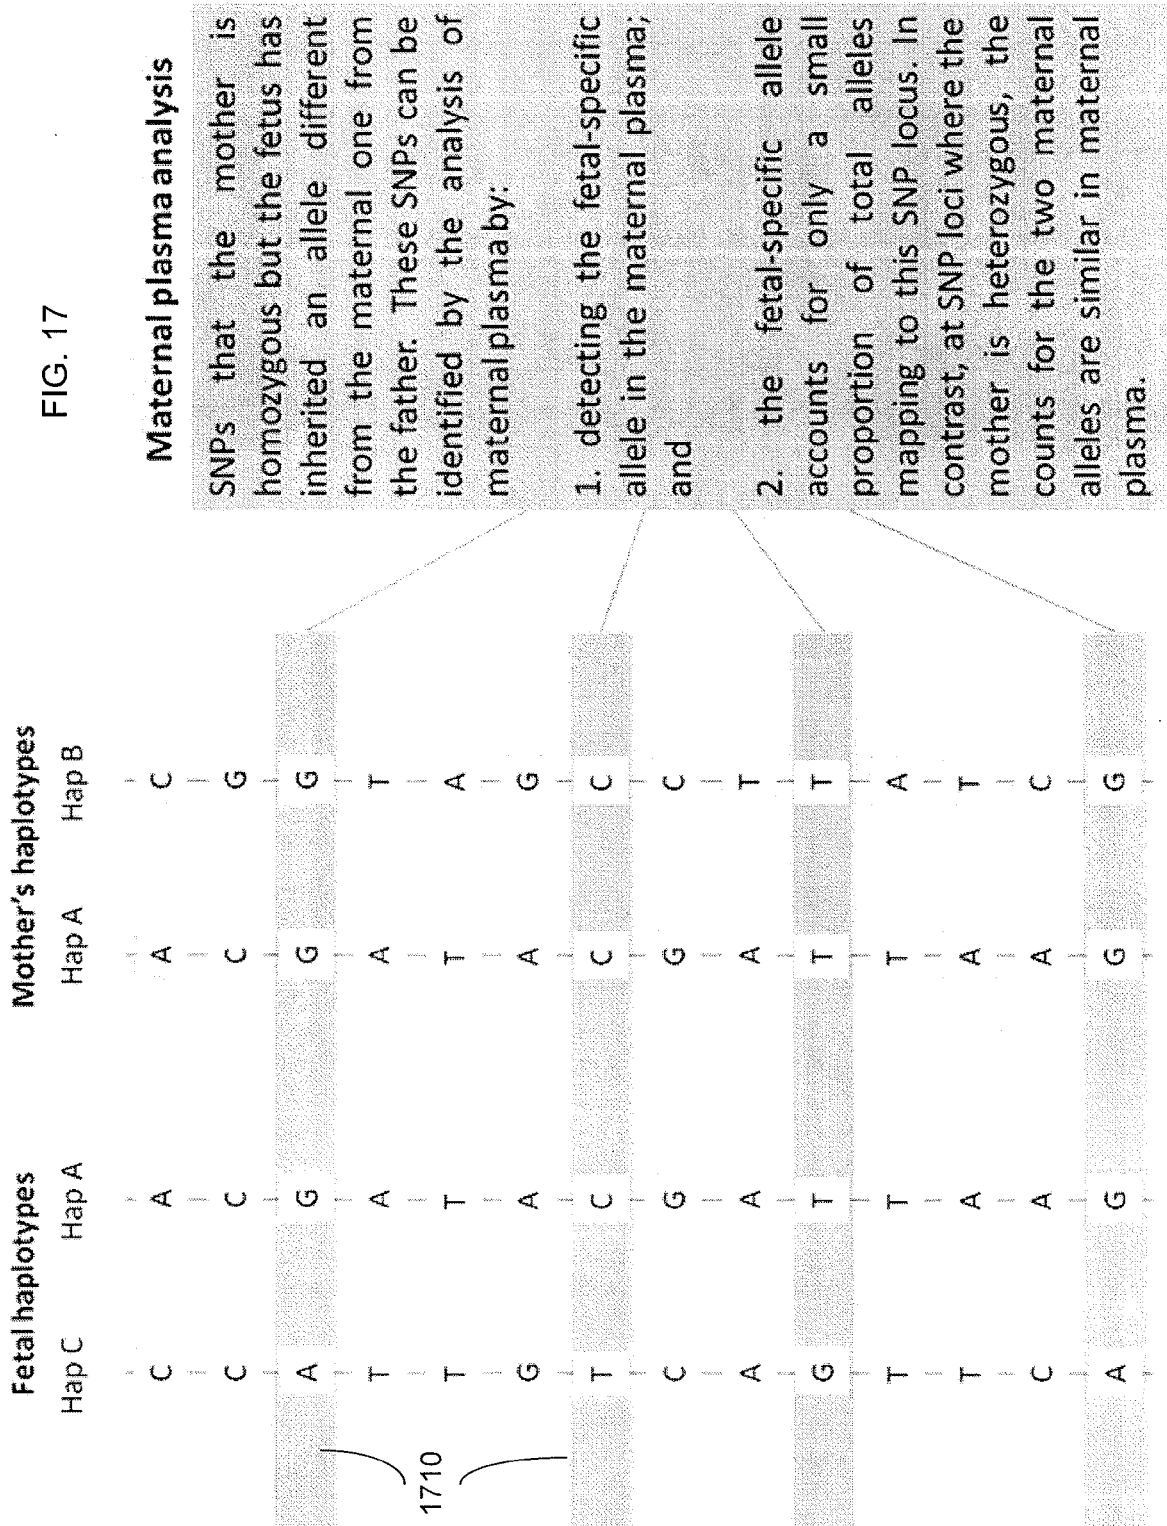 FIG. 17
Fetal haplotypes Mother's haplotypes
Hap C Hap A Hap A Hap B
C A A C
C C C G
A G G G
T A A T
T T T A
G A A G
1710
T C C C
C G G C
A A A T
G T T T
T T T A
T A A T
C A A C
A G G G
Maternal plasma analysis
SNPs that the mother is
homozygous but the fetus has
inherited an allele different
from the maternal one from
the father. These SNPs can be
identified by the analysis of
maternal plasma by:
1. detecting the fetal-specific
allele in the maternal plasma;
and
2. the fetal-specific allele
accounts for only a small
proportion of total alleles
mapping to this SNP locus. In
contrast, at SNP loci where the
mother is heterozygous, the
counts for the two maternal
alleles are similar in maternal
plasma.